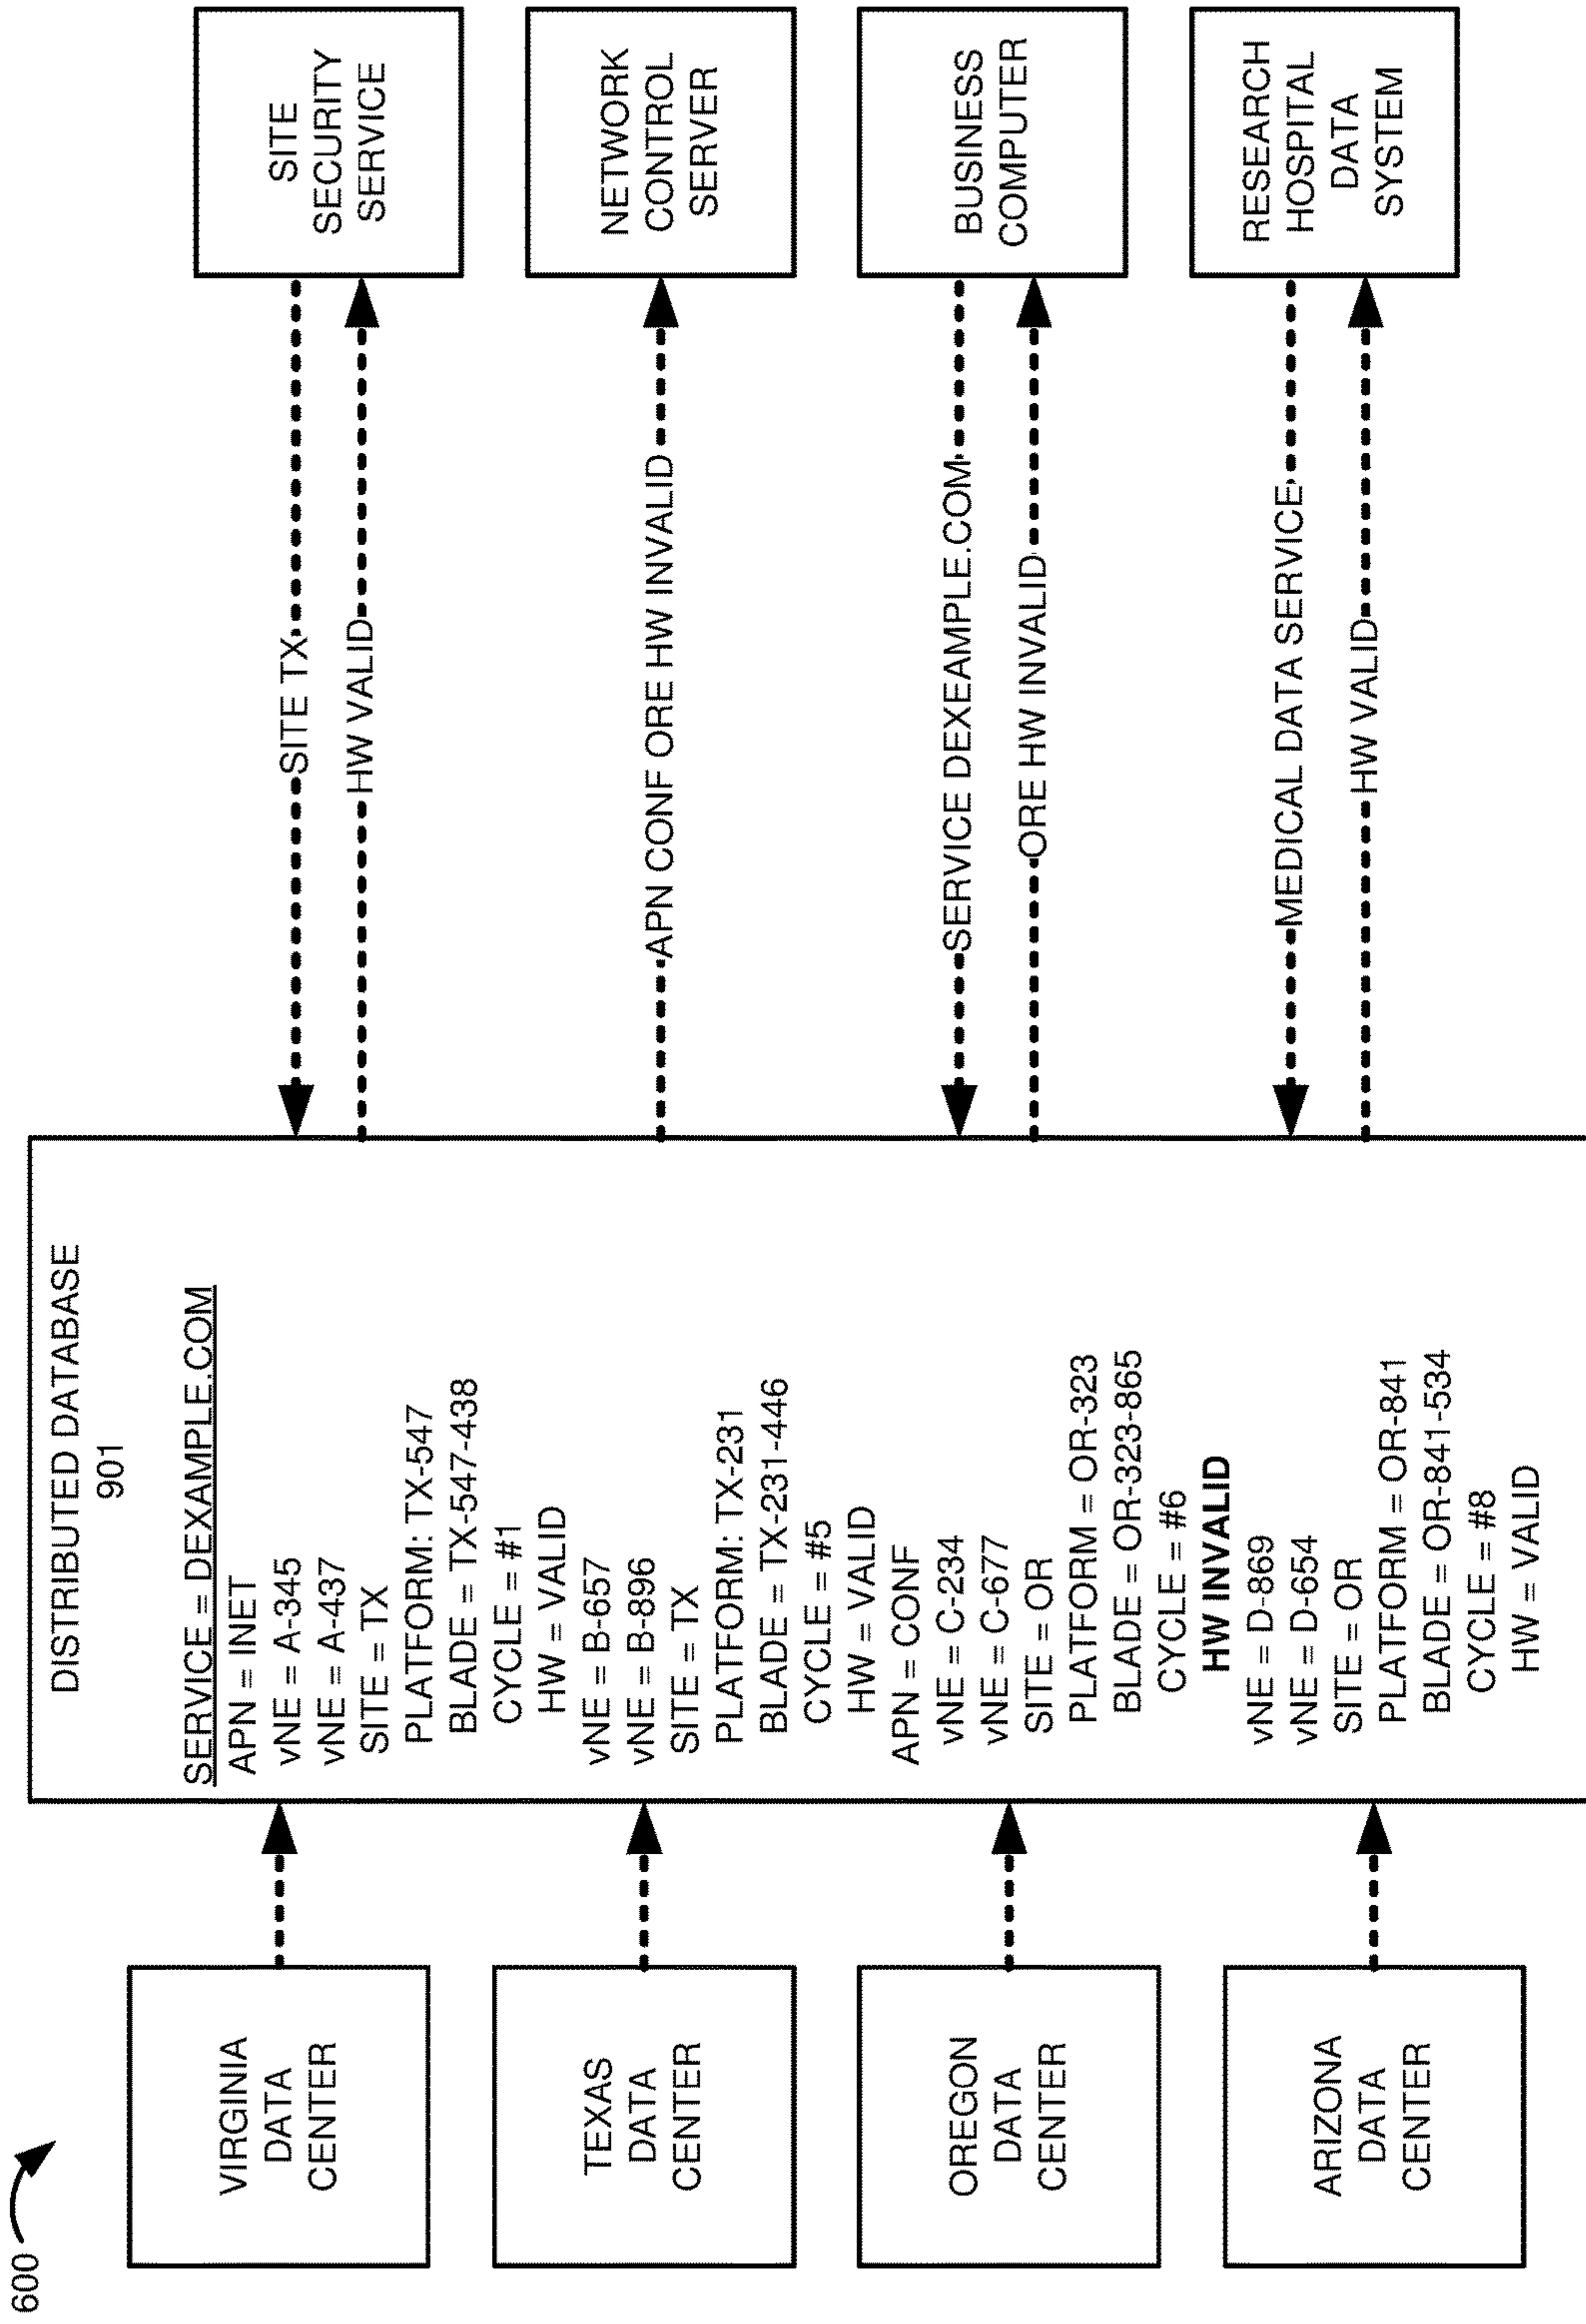 600
VIRGINIA
DATA
CENTER
TEXAS
DATA
CENTER
OREGON
DATA
CENTER
ARIZONA
DATA
CENTER
DISTRIBUTED DATABASE
901
SERVICE = DEXAMPLE.COM
APN = INET
vNE = A-345
vNE = A-437
SITE = TX
PLATFORM: TX-547
BLADE = TX-547-438
CYCLE = #1
HW = VALID
vNE = B-657
vNE = B-896
SITE = TX
PLATFORM: TX-231
BLADE = TX-231-446
CYCLE = #5
HW = VALID
APN = CONF
vNE = C-234
vNE = C-677
SITE = OR
PLATFORM = OR-323
BLADE = OR-323-865
CYCLE = #6
HW INVALID
vNE = D-869
vNE = D-654
SITE = OR
PLATFORM = OR-841
BLADE = OR-841-534
CYCLE = #8
HW = VALID
SITE TX
HW VALID
APN CONF ORE HW INVALID
SERVICE DEXEAMPLE.COM
ORE HW INVALID
MEDICAL DATA SERVICE
HW VALID
SITE
SECURITY
SERVICE
NETWORK
CONTROL
SERVER
BUSINESS
COMPUTER
RESEARCH
HOSPITAL
DATA
SYSTEM